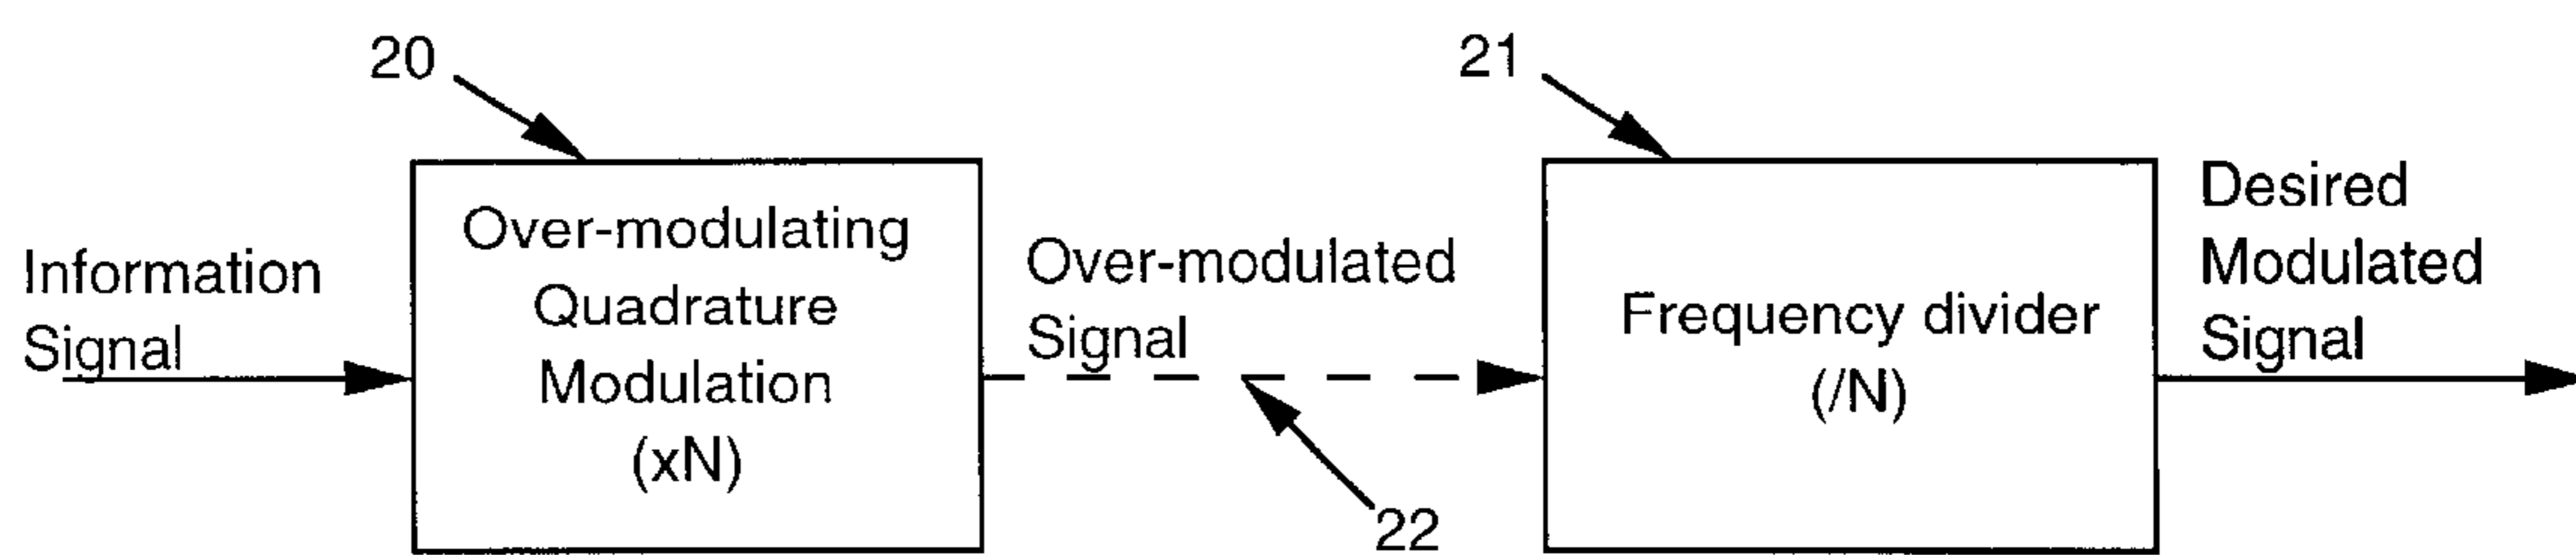 20
21
Information
Signal
Over-modulating
Quadrature
Modulation
(xN)
Over-modulated
Signal
22
Frequency divider
(/N)
Desired
Modulated
Signal